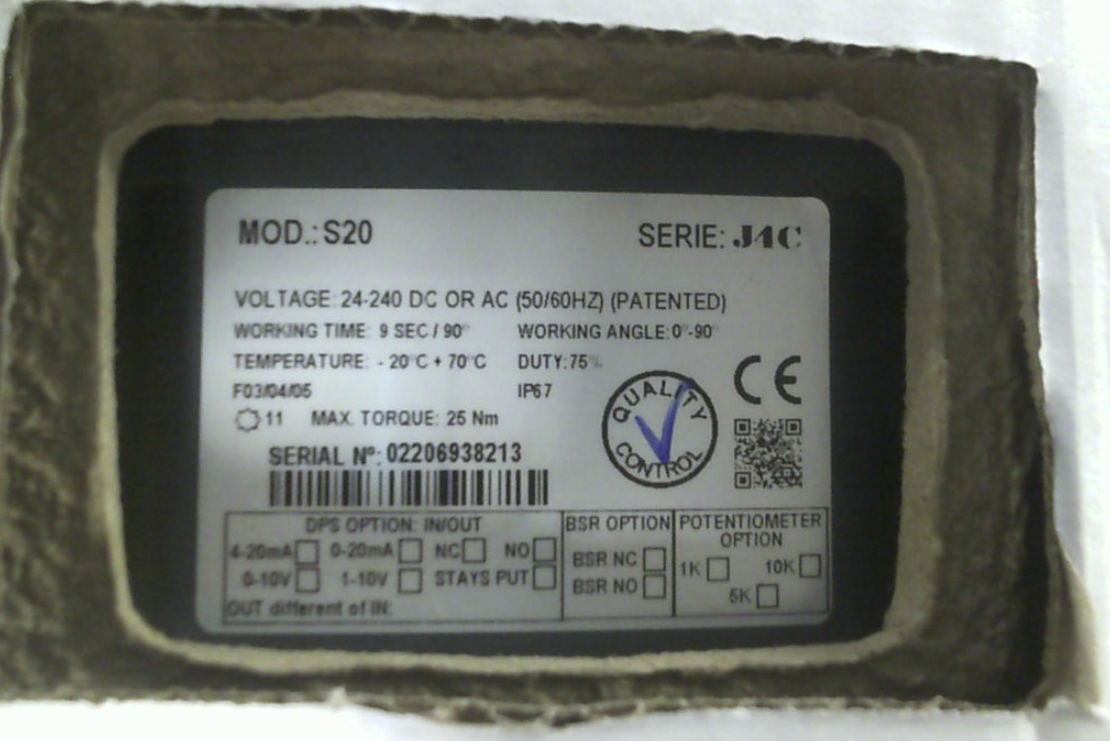 MOD.: S20 SERIE: J4C
VOLTAGE: 24-240 DC OR AC (50/60HZ) (PATENTED)
WORKING TIME: 9 SEC / 90° WORKING ANGLE: 0°-90°
TEMPERATURE: - 20°C + 70°C DUTY: 75%
F03/04/05 IP67
11 MAX. TORQUE: 25 Nm
SERIAL Nº: 02206938213
QUALITY CONTROL
CE
DPS OPTION: IN/OUT
4-20mA 0-20mA NC NO
0-10V 1-10V STAYS PUT
OUT different of IN:
BSR OPTION
BSR NC
BSR NO
POTENTIOMETER
OPTION
1K 10K
5K